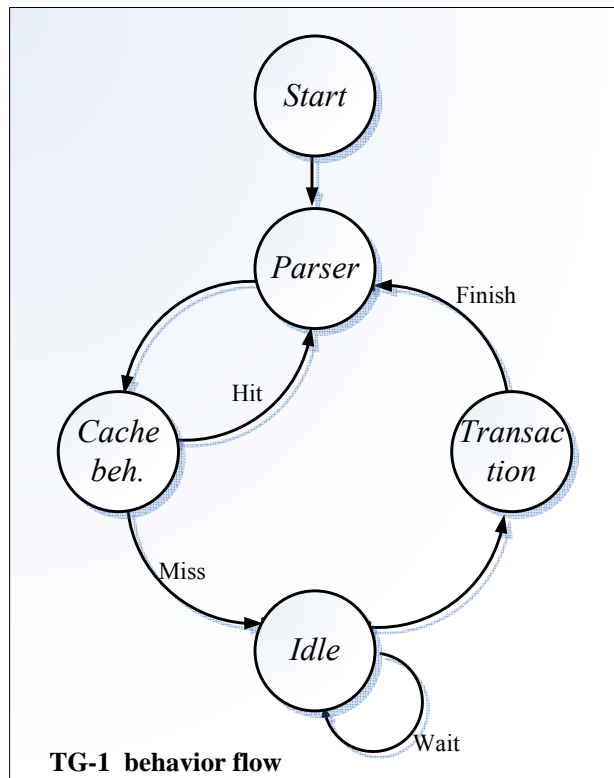 Start
Parser
Finish
Hit
Cache
beh.
Transac
tion
Miss
Idle
Wait
TG-1 behavior flow